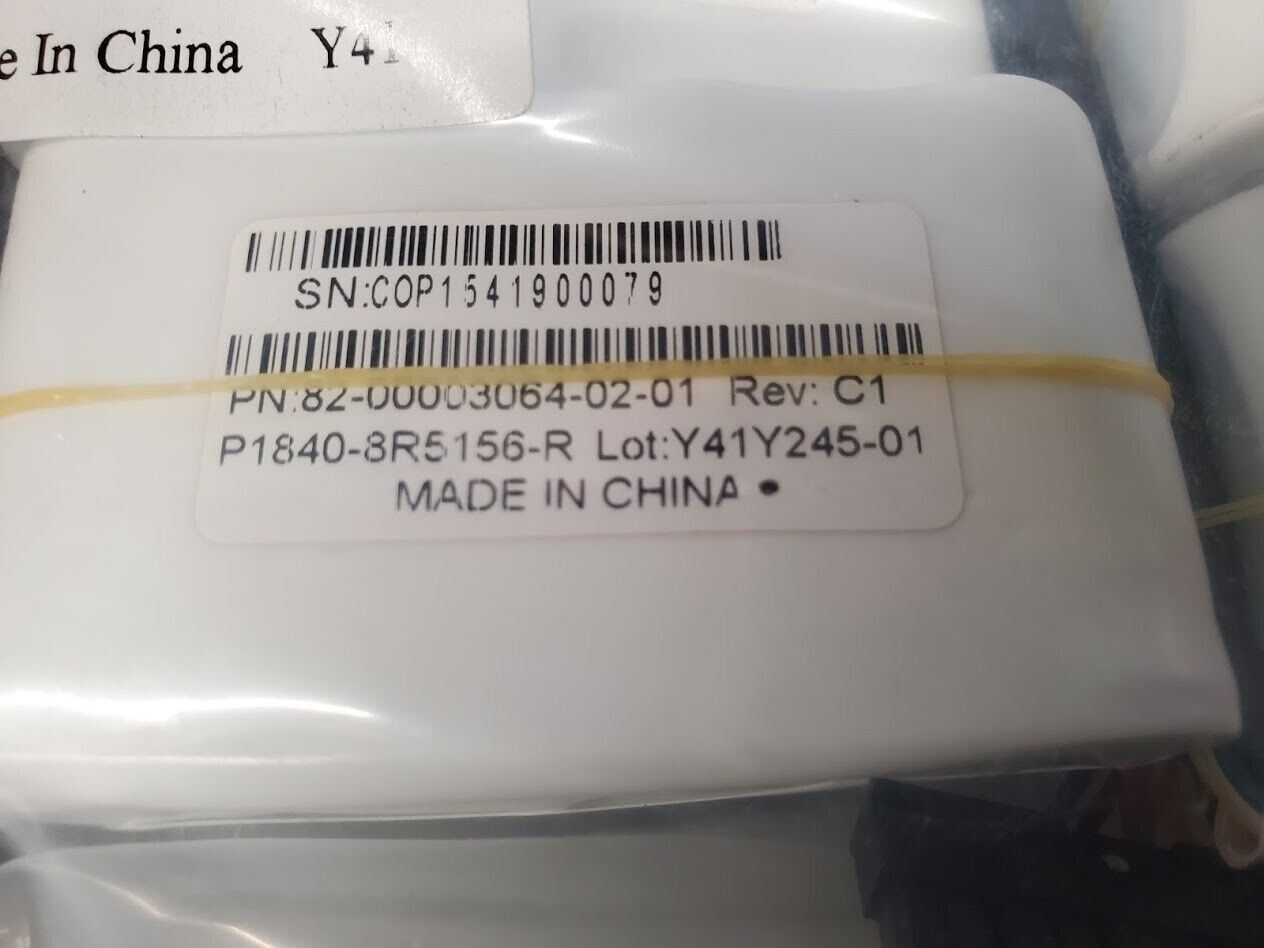 In China Y41
SN:COP1541900079
PN:82-00003064-02-01 Rev: C1
P1840-8R5156-R Lot:Y41Y245-01
MADE IN CHINA •